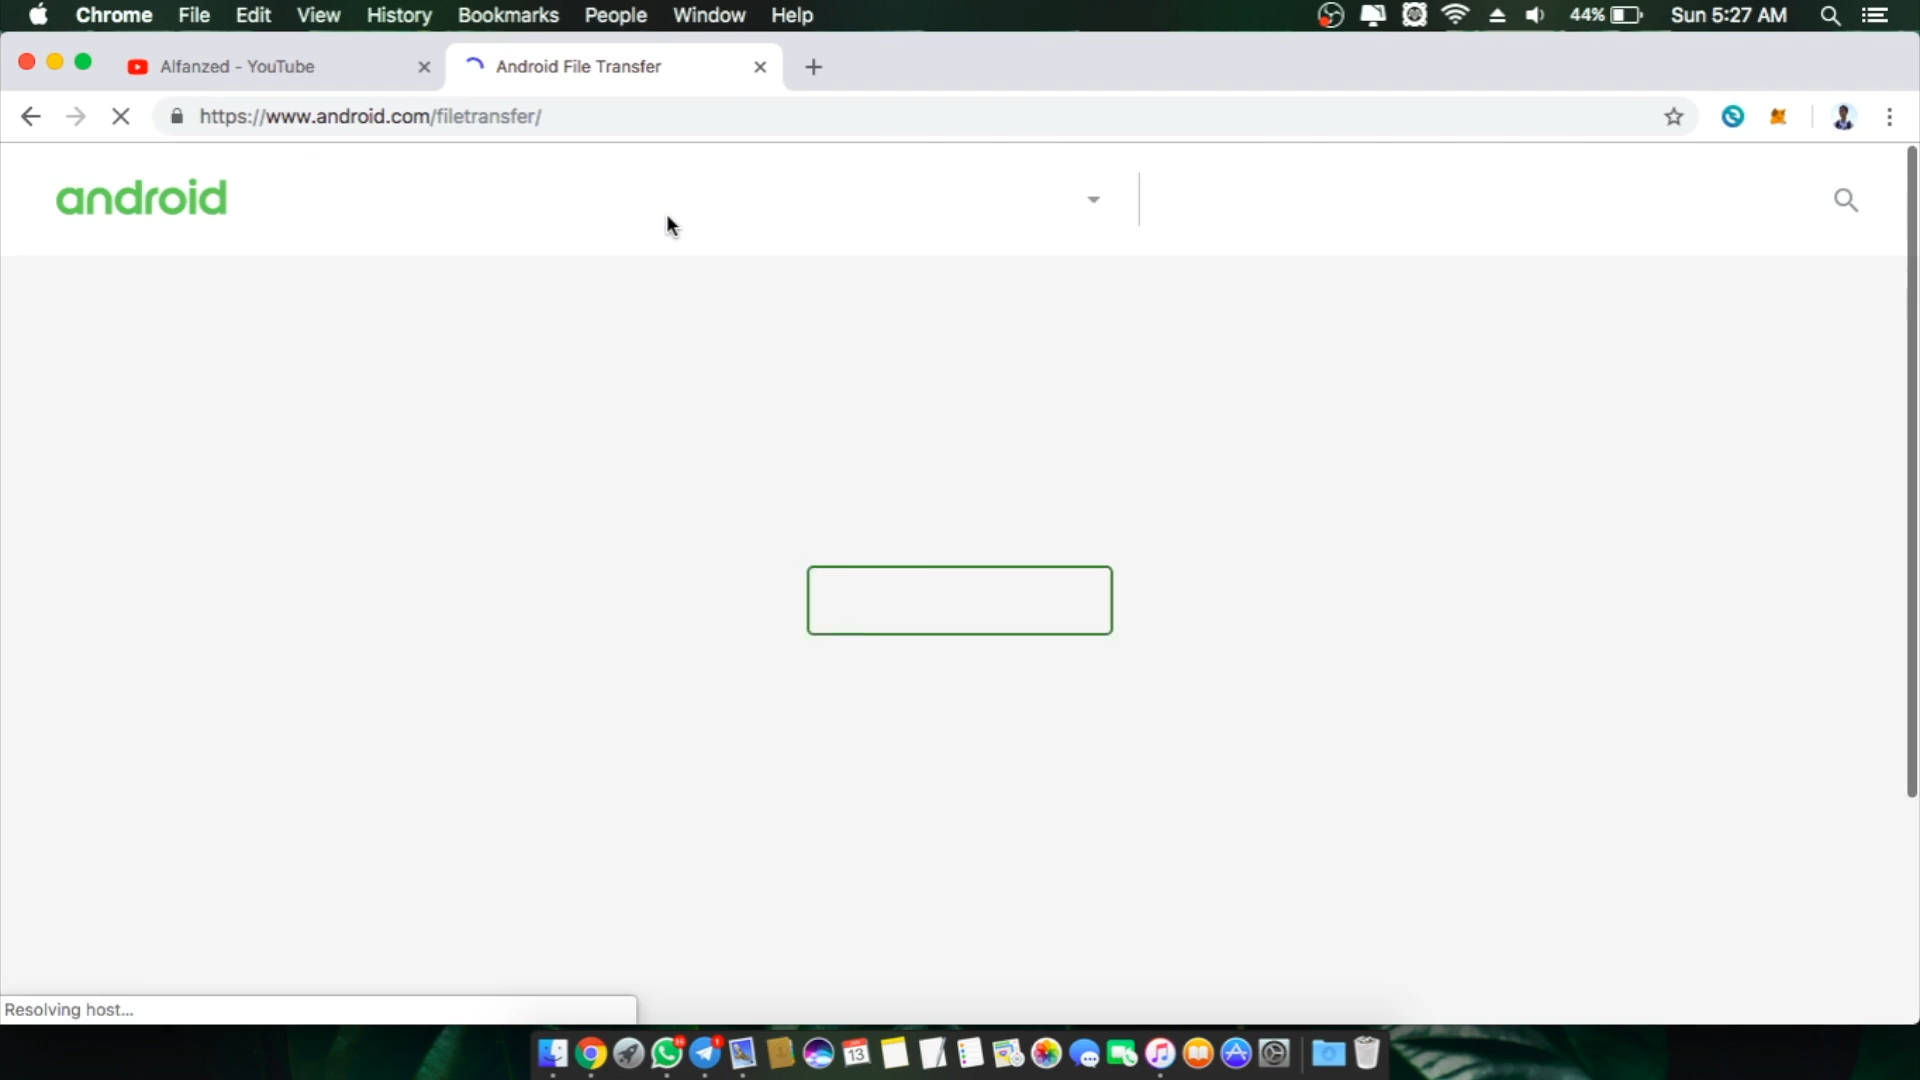 Chrome File Edit View History Bookmarks People Window Help 44% Sun 5:27 AM
Alfanzed - YouTube Android File Transfer
https://www.android.com/filetransfer/
android
Resolving host...
13